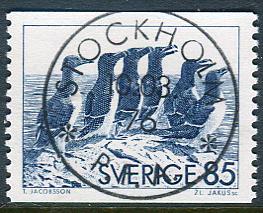 STOCKHOLM
10.03
76
SVERIGE 85
T. JACOBSSON
ZL. JAKUS sc.